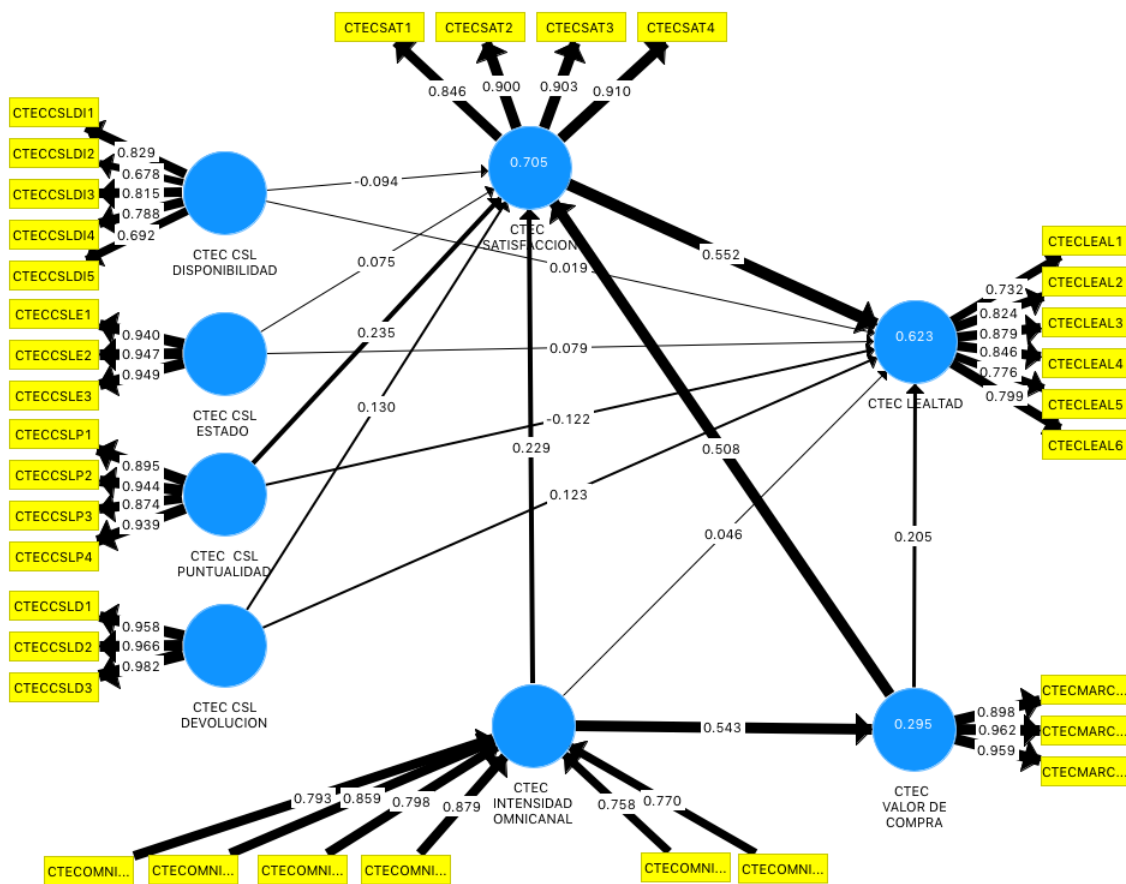 CTECSAT1
CTECSAT2
CTECSAT3
CTECSAT4
0.846
0.900
0.903
0.910
0.705
CTEC
SATISFACCION
CTECCSLDI1
CTECCSLDI2
CTECCSLDI3
CTECCSLDI4
CTECCSLDI5
0.829
0.678
0.815
0.788
0.692
CTEC CSL
DISPONIBILIDAD
-0.094
0.019
0.552
CTECCSLE1
CTECCSLE2
CTECCSLE3
0.940
0.947
0.949
CTEC CSL
ESTADO
0.075
0.079
CTECCSLP1
CTECCSLP2
CTECCSLP3
CTECCSLP4
0.895
0.944
0.874
0.939
CTEC CSL
PUNTUALIDAD
0.235
-0.122
CTECCSLD1
CTECCSLD2
CTECCSLD3
0.958
0.966
0.982
CTEC CSL
DEVOLUCION
0.130
0.123
0.229
0.508
0.046
0.205
0.623
CTEC LEALTAD
0.732
0.824
0.879
0.846
0.776
0.799
CTECLEAL1
CTECLEAL2
CTECLEAL3
CTECLEAL4
CTECLEAL5
CTECLEAL6
0.543
CTEC
INTENSIDAD
OMNICANAL
0.295
CTEC
VALOR DE
COMPRA
0.898
0.962
0.959
CTECMARC...
CTECMARC...
CTECMARC...
0.793
0.859
0.798
0.879
0.758
0.770
CTECOMNI...
CTECOMNI...
CTECOMNI...
CTECOMNI...
CTECOMNI...
CTECOMNI...